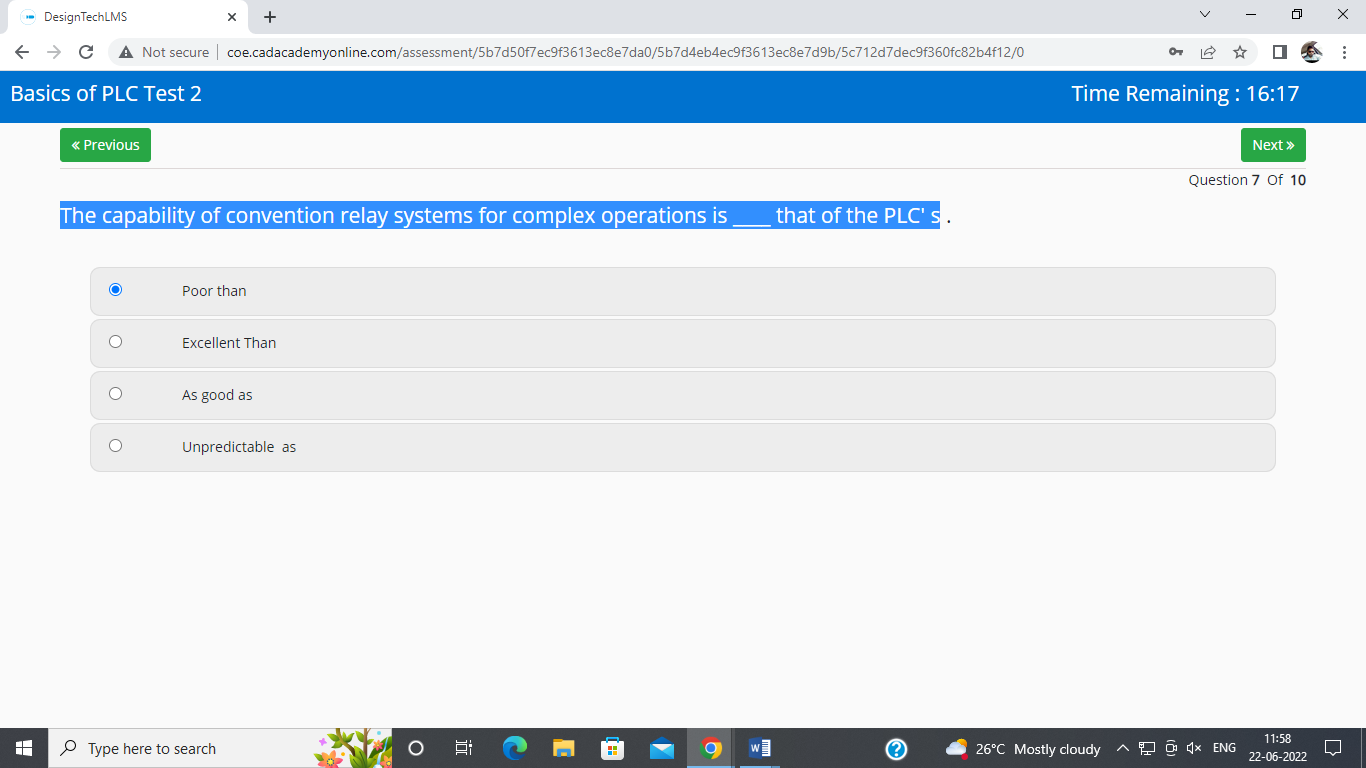 DesignTechLMS
Not secure
coe.cadacademyonline.com/assessment/5b7d50f7ec9f3613ec8e7da0/5b7d4eb4ec9f3613ec8e7d9b/5c712d7dec9f360fc82b4f12/0
Basics of PLC Test 2
Time Remaining : 16:17
« Previous
Next »
Question 7 Of 10
The capability of convention relay systems for complex operations is ____ that of the PLC' s .
Poor than
Excellent Than
As good as
Unpredictable as
Type here to search
26°C Mostly cloudy
ENG
11:58
22-06-2022